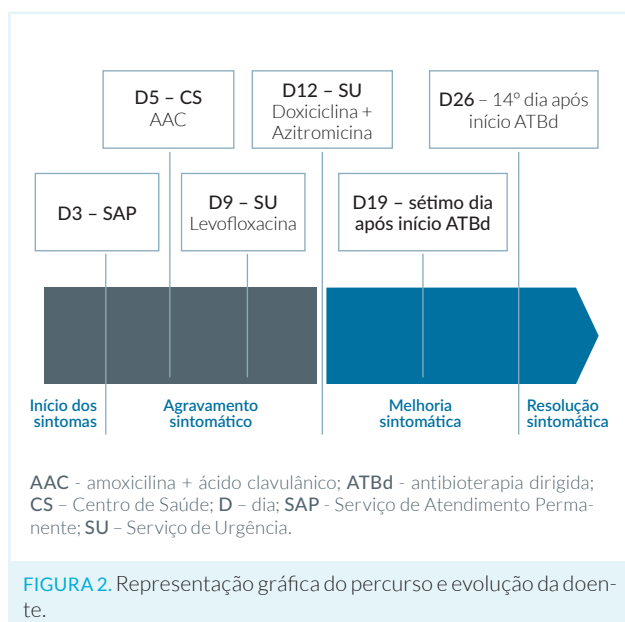 D5 – CS
AAC
D12 – SU
Doxiciclina +
Azitromicina
D26 – 14º dia após
início ATBd
D3 – SAP
D9 – SU
Levofloxacina
D19 – sétimo dia
após início ATBd
Início dos
sintomas
Agravamento
sintomático
Melhoria
sintomática
Resolução
sintomática
AAC - amoxicilina + ácido clavulânico; ATBd - antibioterapia dirigida;
CS – Centro de Saúde; D – dia; SAP - Serviço de Atendimento Perma-
nente; SU – Serviço de Urgência.
FIGURA 2. Representação gráfica do percurso e evolução da doen-
te.